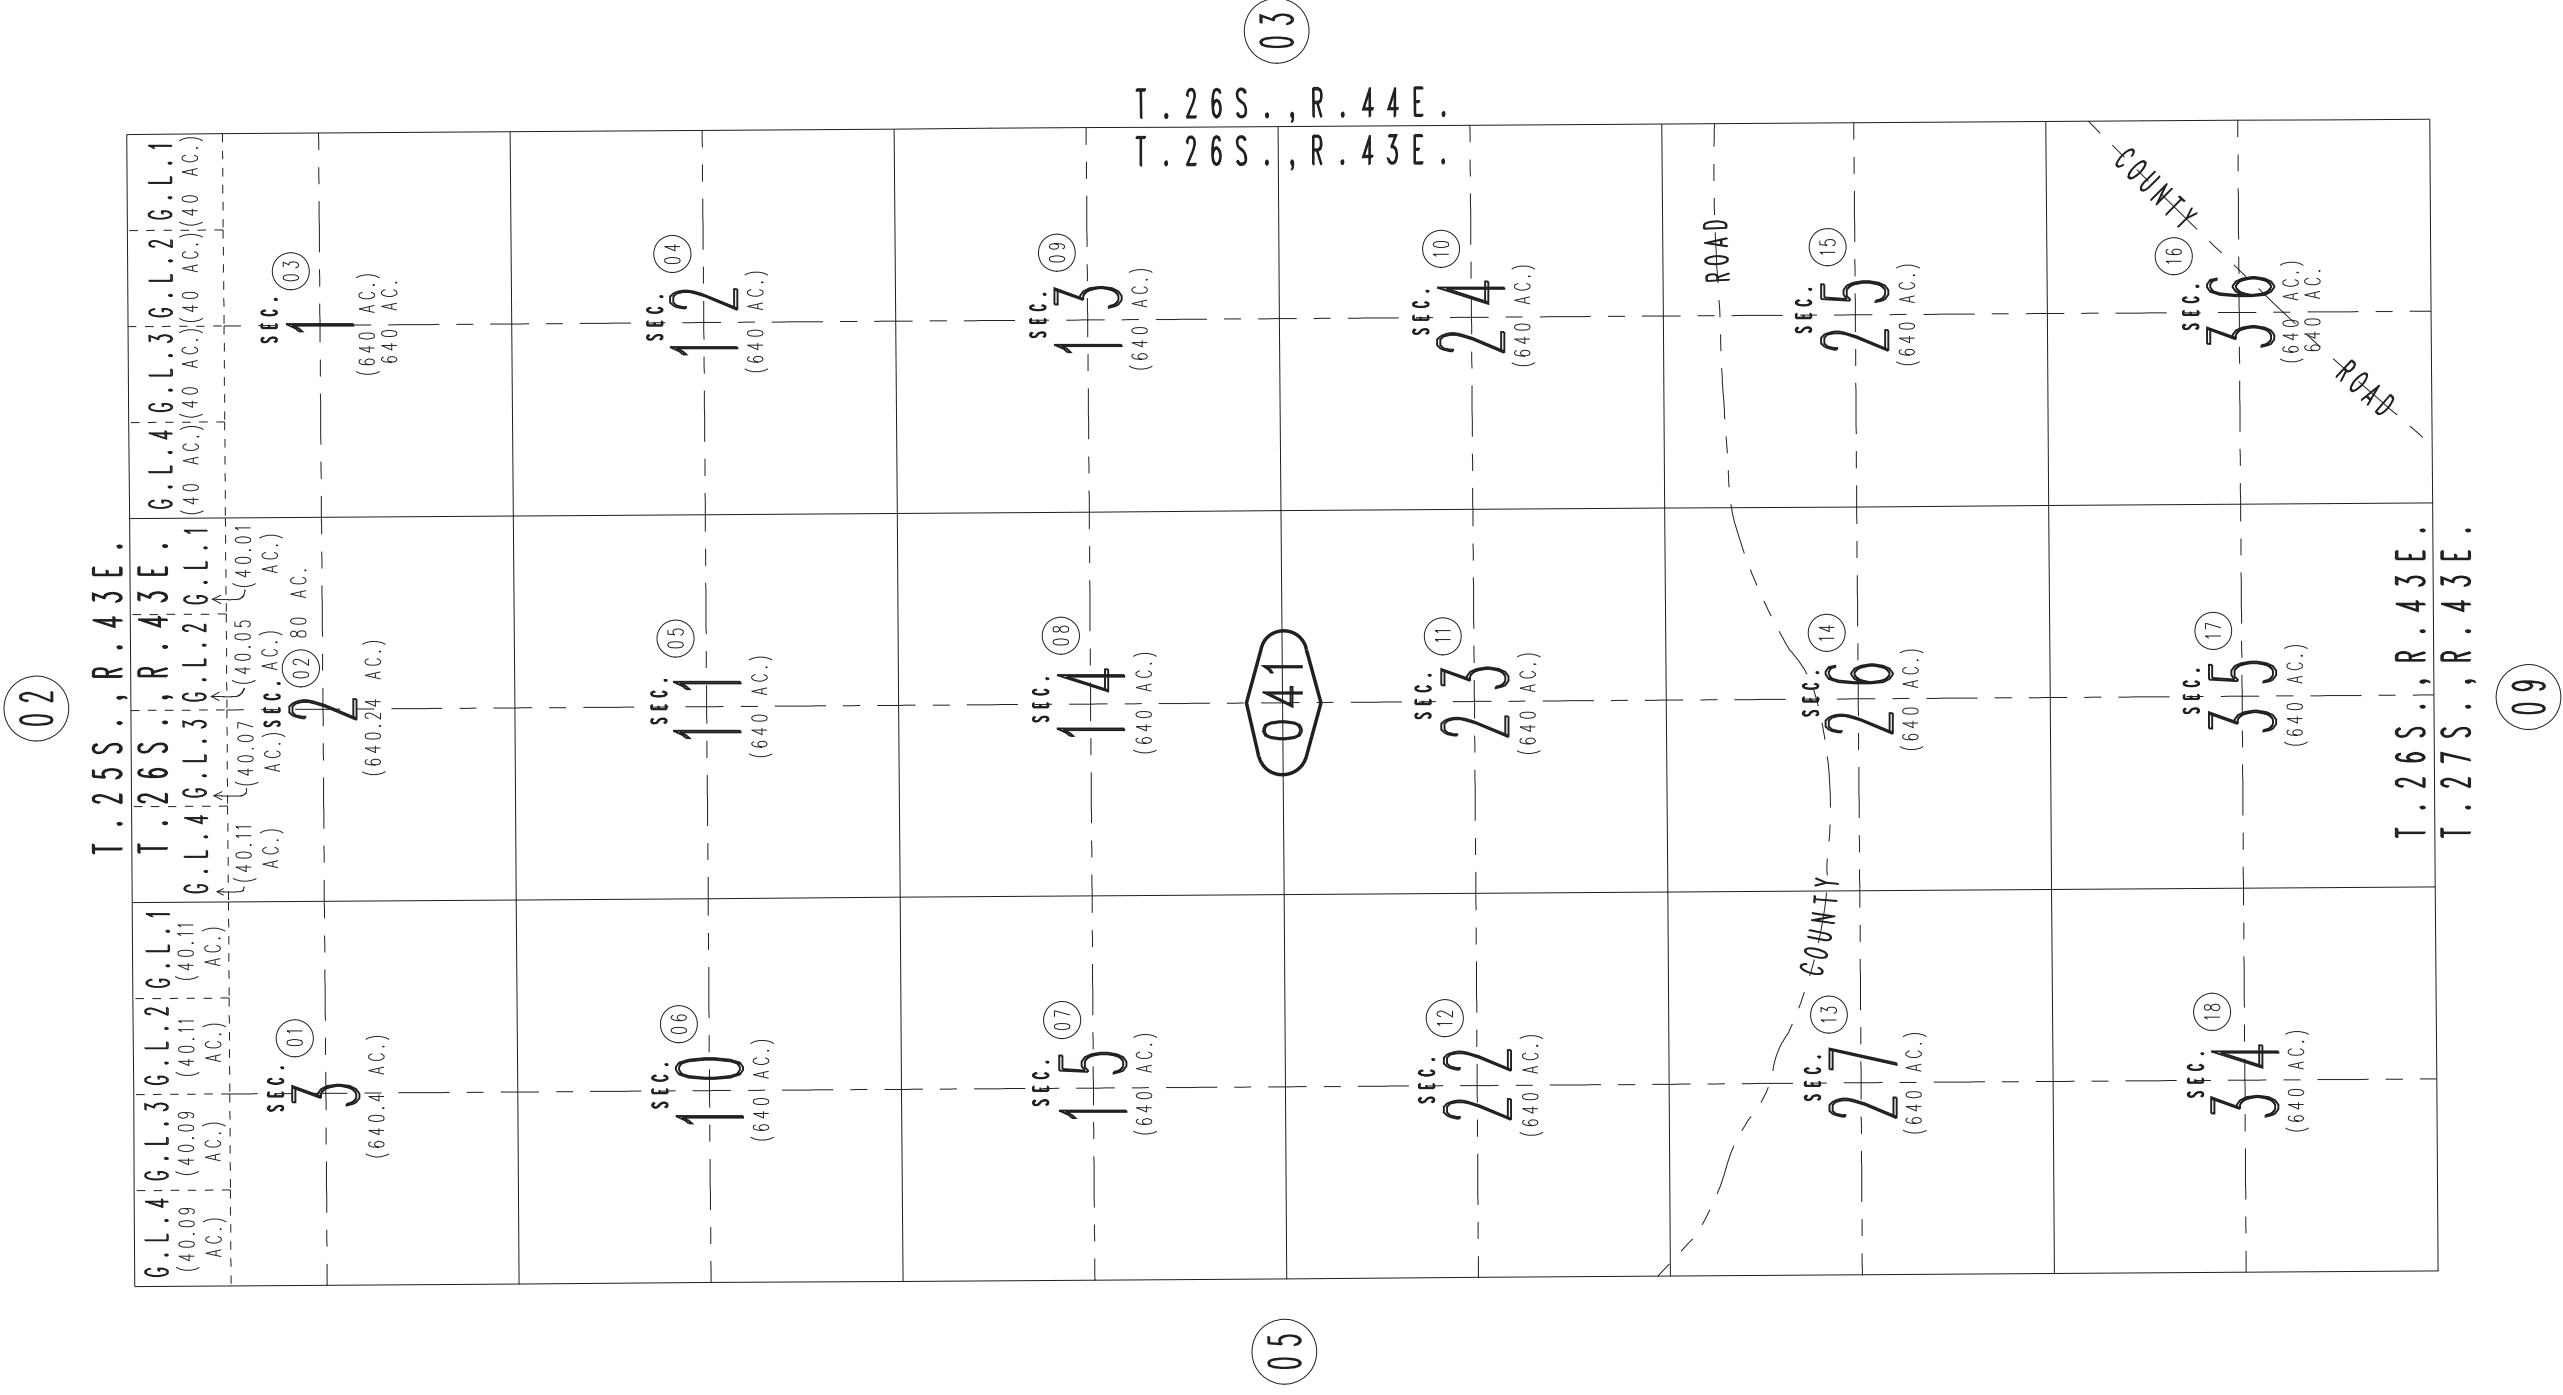 02
T.25S.,R.43E.
T.26S.,R.43E.
G.L.4 G.L.3 G.L.2 G.L.1
(40.09 AC.) (40.09 AC.) (40.11 AC.) (40.11 AC.)
G.L.4 G.L.3 G.L.2 G.L.1
(40.11 AC.) (40.07 AC.) (40.05 AC.) (40.01 AC.)
G.L.4 G.L.3 G.L.2 G.L.1
(40 AC.) (40 AC.) (40 AC.) (40 AC.)
SEC. 01
3
(640.4 AC.)
SEC. 02 80 AC.
2
(640.24 AC.)
SEC. 03
1
(640 AC.)
640 AC.
SEC. 06
10
(640 AC.)
SEC. 05
11
(640 AC.)
SEC. 04
12
(640 AC.)
SEC. 07
15
(640 AC.)
SEC. 08
14
(640 AC.)
SEC. 09
13
(640 AC.)
05
041
T.26S.,R.43E.
T.26S.,R.44E.
03
SEC. 12
22
(640 AC.)
SEC. 11
23
(640 AC.)
SEC. 10
24
(640 AC.)
COUNTY ROAD
SEC. 13
27
(640 AC.)
SEC. 14
26
(640 AC.)
SEC. 15
25
(640 AC.)
SEC. 18
34
(640 AC.)
SEC. 17
35
(640 AC.)
SEC. 16
36
(640 AC.)
640 AC.
COUNTY
ROAD
T.26S.,R.43E.
T.27S.,R.43E.
09